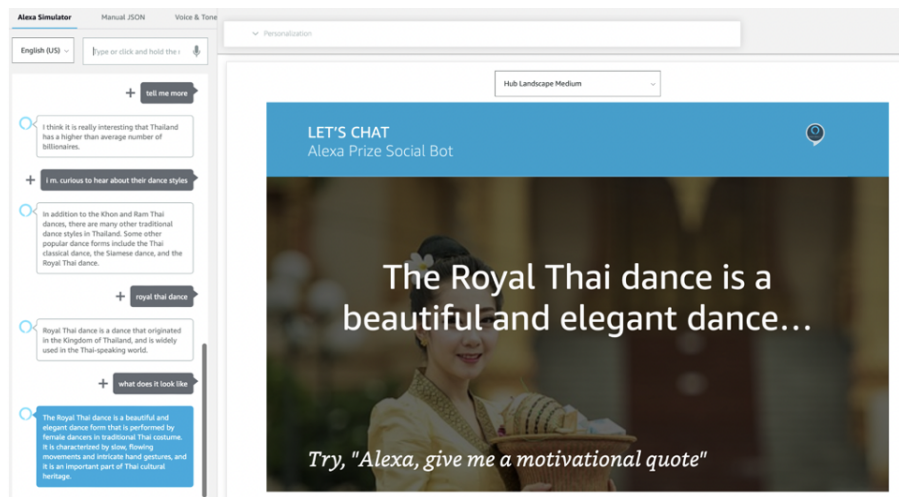 Alexa Simulator
Manual JSON
Voice & Tone
English (US)
Type or click and hold the
tell me more
I think it is really interesting that Thailand
has a higher than average number of
billionaires.
i m. curious to hear about their dance styles
In addition to the Khon and Ram Thai
dances, there are many other traditional
dance styles in Thailand. Some other
popular dance forms include the Thai
classical dance, the Siamese dance, and the
Royal Thai dance.
royal thai dance
Royal Thai dance is a dance that originated
in the Kingdom of Thailand, and is widely
used in the Thai-speaking world.
what does it look like
The Royal Thai dance is a beautiful and
elegant dance form that is performed by
female dancers in traditional Thai costume.
It is characterized by slow, flowing
movements and intricate hand gestures, and
it is an important part of Thai cultural
heritage.
Personalization
Hub Landscape Medium
LET'S CHAT
Alexa Prize Social Bot
The Royal Thai dance is a
beautiful and elegant dance...
Try, "Alexa, give me a motivational quote"